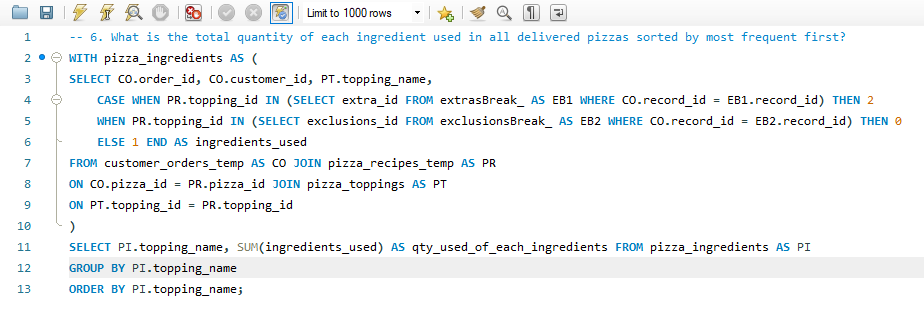 Limit to 1000 rows
1 -- 6. What is the total quantity of each ingredient used in all delivered pizzas sorted by most frequent first?
2 WITH pizza_ingredients AS (
3 SELECT CO.order_id, CO.customer_id, PT.topping_name,
4 CASE WHEN PR.topping_id IN (SELECT extra_id FROM extrasBreak_ AS EB1 WHERE CO.record_id = EB1.record_id) THEN 2
5 WHEN PR.topping_id IN (SELECT exclusions_id FROM exclusionsBreak_ AS EB2 WHERE CO.record_id = EB2.record_id) THEN 0
6 ELSE 1 END AS ingredients_used
7 FROM customer_orders_temp AS CO JOIN pizza_recipes_temp AS PR
8 ON CO.pizza_id = PR.pizza_id JOIN pizza_toppings AS PT
9 ON PT.topping_id = PR.topping_id
10 )
11 SELECT PI.topping_name, SUM(ingredients_used) AS qty_used_of_each_ingredients FROM pizza_ingredients AS PI
12 GROUP BY PI.topping_name
13 ORDER BY PI.topping_name;